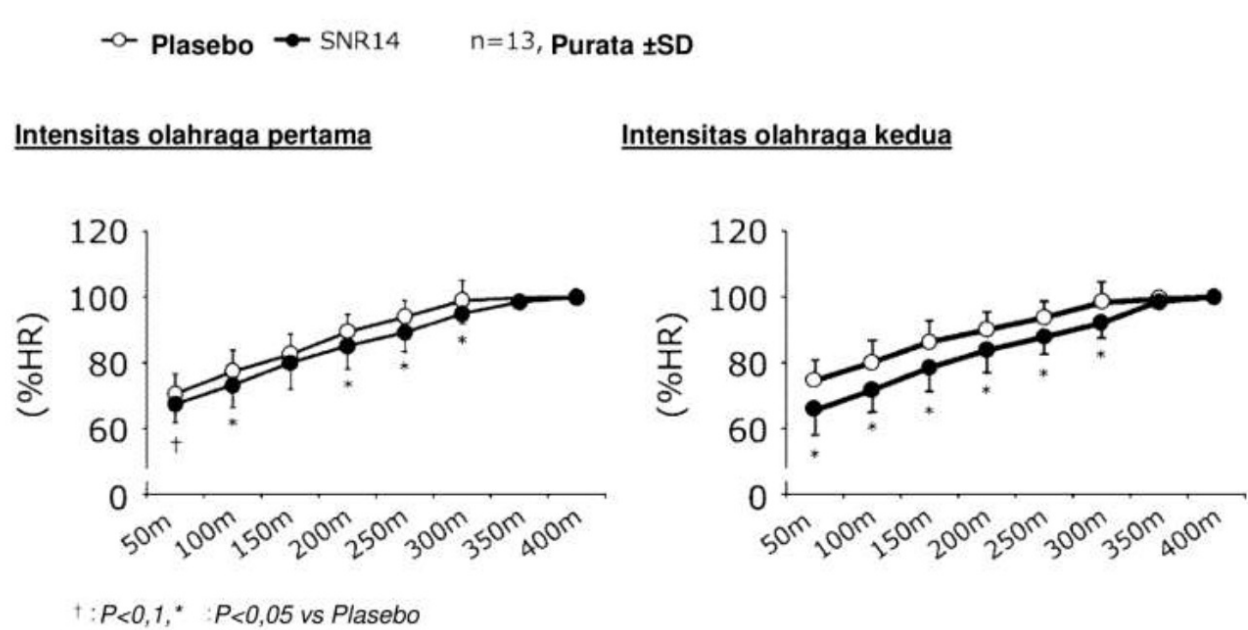 Plasebo SNR14 n=13, Purata ±SD
Intensitas olahraga pertama
(%HR)
120
100
80
60
0
50m 100m 150m 200m 250m 300m 350m 400m
† * * * *
Intensitas olahraga kedua
(%HR)
120
100
80
60
0
50m 100m 150m 200m 250m 300m 350m 400m
* * * * * *
† : P<0,1,* :P<0,05 vs Plasebo